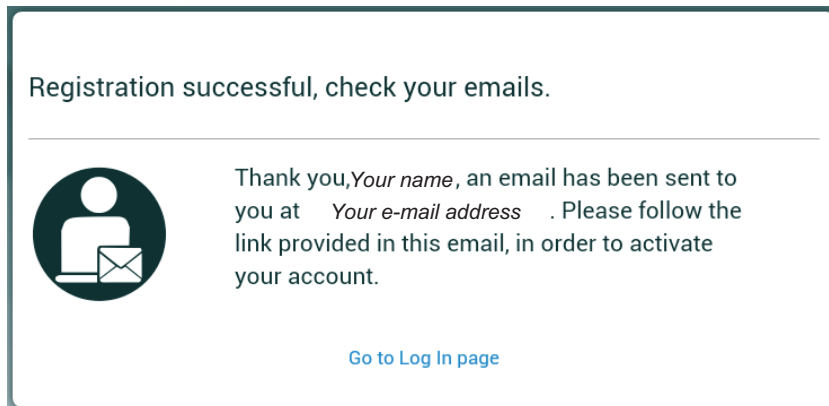 Registration successful, check your emails.
Thank you,Your name, an email has been sent to
you at Your e-mail address . Please follow the
link provided in this email, in order to activate
your account.
Go to Log In page